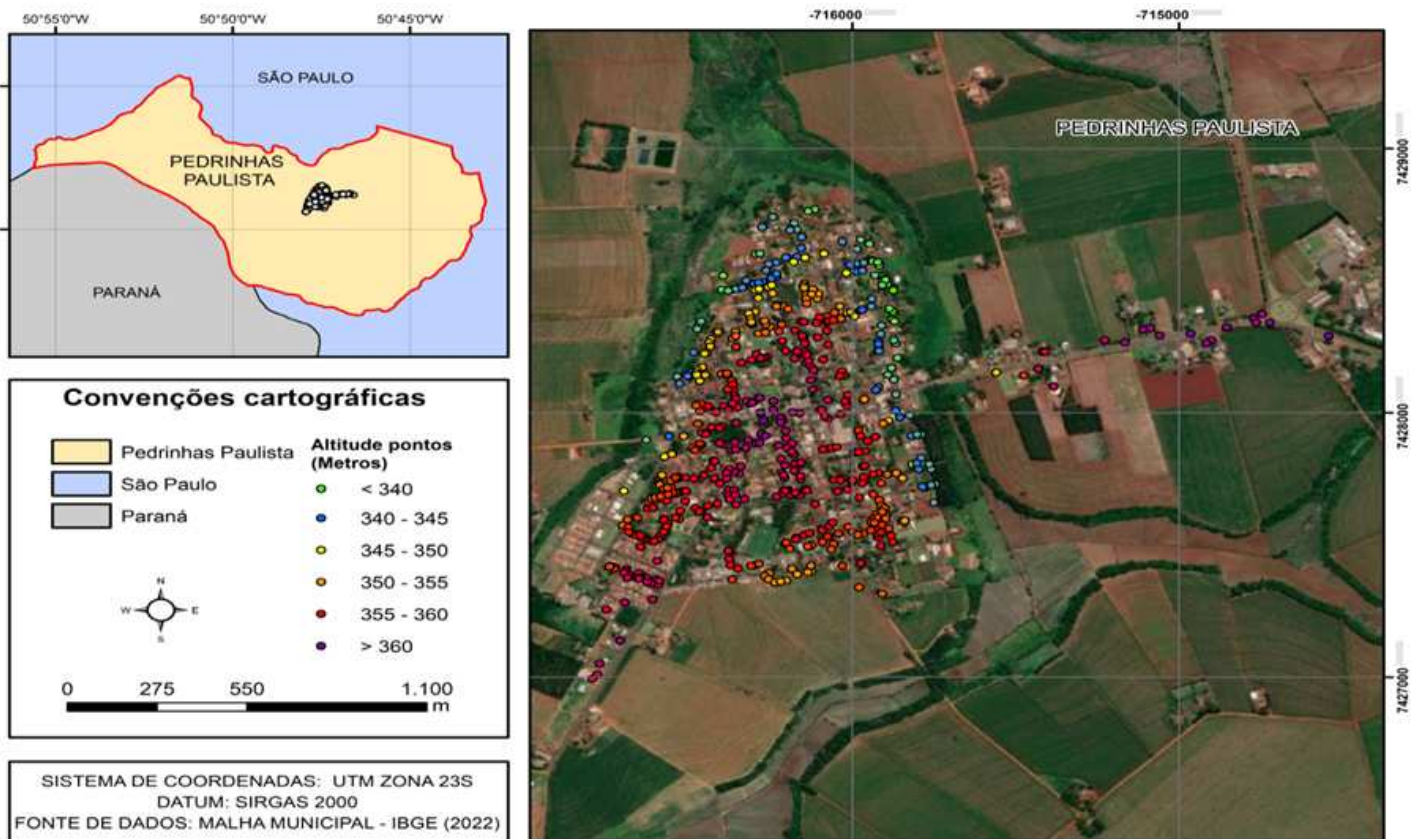 50°55'0"W 50°50'0"W 50°45'0"W
SÃO PAULO
PEDRINHAS
PAULISTA
PARANÁ
Convenções cartográficas
Pedrinhas Paulista
São Paulo
Paraná
Altitude pontos
(Metros)
< 340
340 - 345
345 - 350
350 - 355
355 - 360
> 360
N
W E
S
0 275 550 1.100
m
SISTEMA DE COORDENADAS: UTM ZONA 23S
DATUM: SIRGAS 2000
FONTE DE DADOS: MALHA MUNICIPAL - IBGE (2022)
-716000 -715000
PEDRINHAS PAULISTA
7429000
7428000
7427000